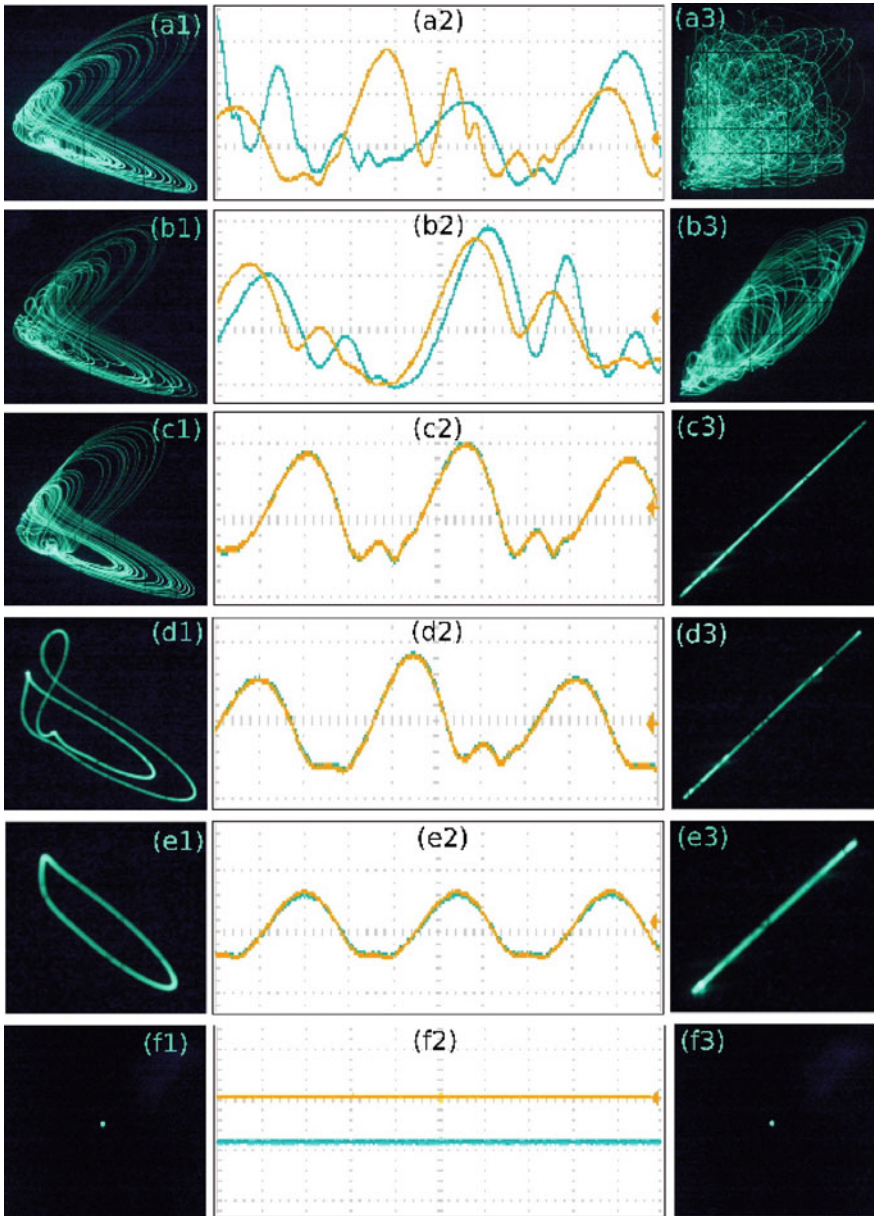 (a1) (a2) (a3)
(b1) (b2) (b3)
(c1) (c2) (c3)
(d1) (d2) (d3)
(e1) (e2) (e3)
(f1) (f2) (f3)